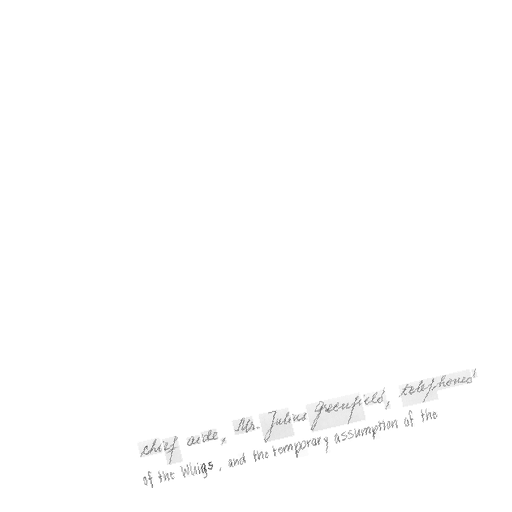 chief aide, Mr. Julius Greenfield, telephoned
of the Whigs, and the temporary assumption of the